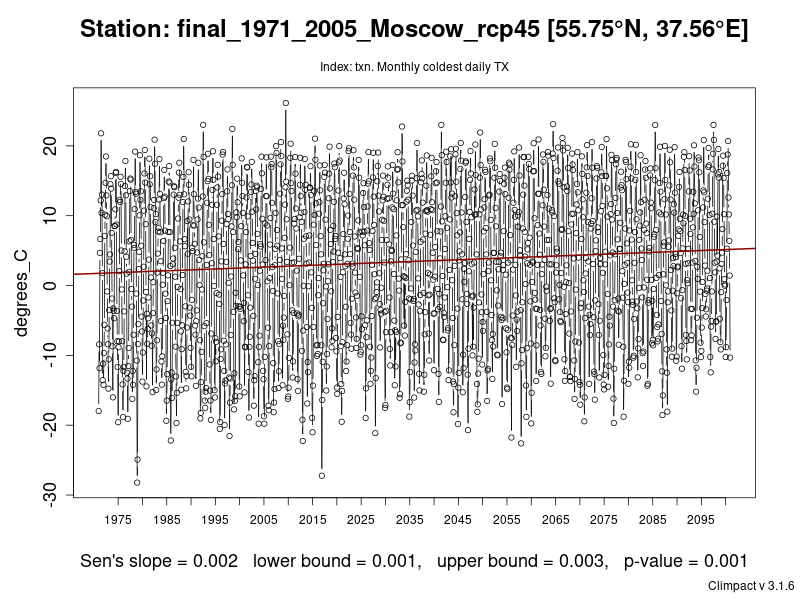 Station: final_1971_2005_Moscow_rcp45 [55.75°N, 37.56°E]
Index: txn. Monthly coldest daily TX
degrees_C
20
10
0
-10
-20
-30
1975 1985 1995 2005 2015 2025 2035 2045 2055 2065 2075 2085 2095
Sen's slope = 0.002 lower bound = 0.001, upper bound = 0.003, p-value = 0.001
Climpact v 3.1.6